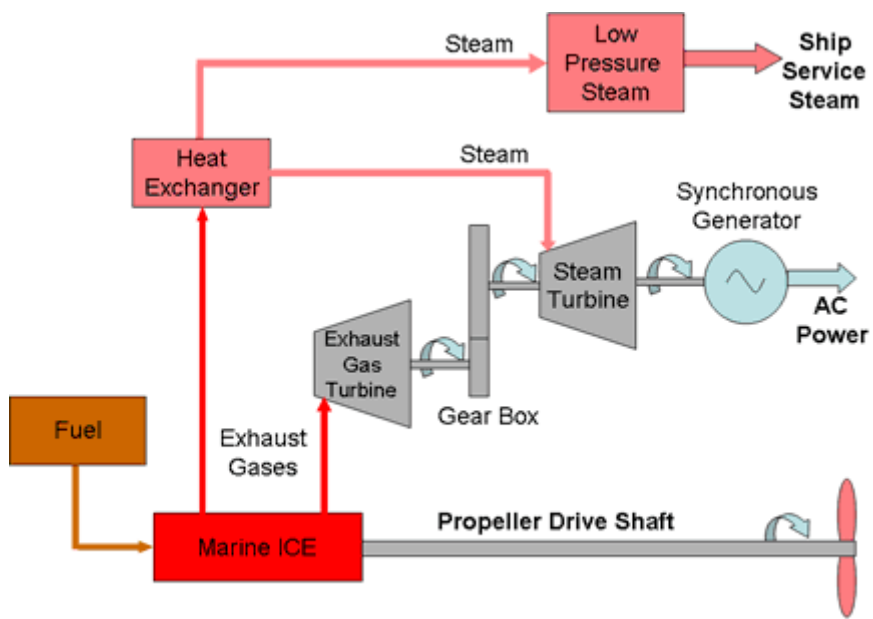 Steam
Low
Pressure
Steam
Ship
Service
Steam
Heat
Exchanger
Steam
Synchronous
Generator
Steam
Turbine
AC
Power
Exhaust
Gas
Turbine
Gear Box
Fuel
Exhaust
Gases
Marine ICE
Propeller Drive Shaft